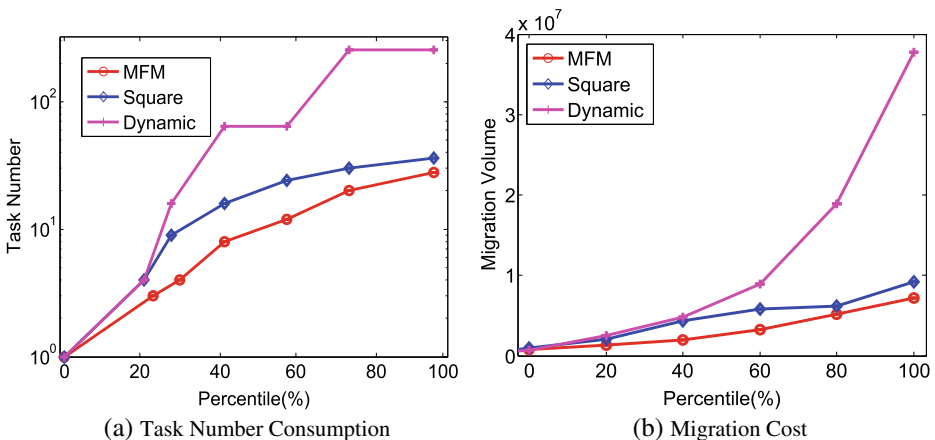 MFM
Square
Dynamic
10^2
10^1
10^0
Task Number
0 20 40 60 80 100
Percentile(%)
(a) Task Number Consumption
x 10^7
4
3
2
1
0
Migration Volume
MFM
Square
Dynamic
0 20 40 60 80 100
Percentile(%)
(b) Migration Cost